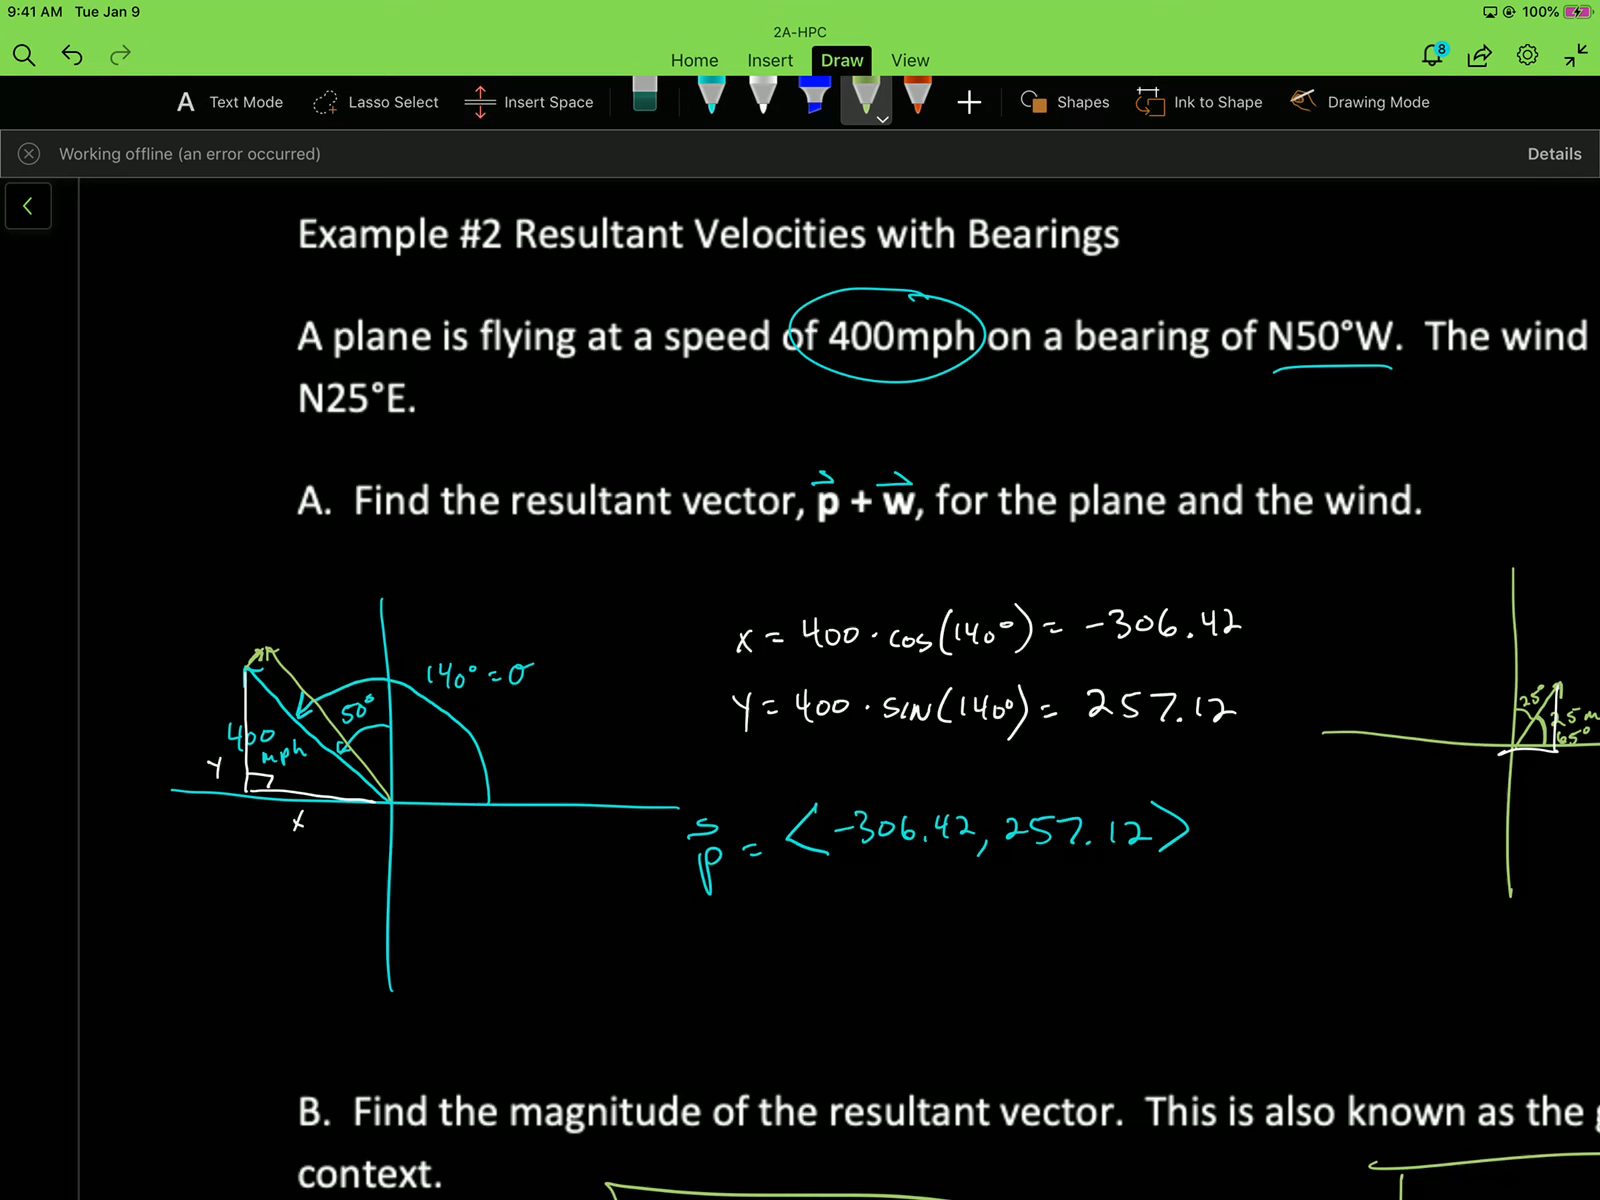 9:41 AM Tue Jan 9
100%
2A-HPC
Home Insert Draw View
8
Text Mode Lasso Select Insert Space Shapes Ink to Shape Drawing Mode
Working offline (an error occurred) Details
Example #2 Resultant Velocities with Bearings
A plane is flying at a speed of 400mph on a bearing of N50°W. The wind
N25°E.
A. Find the resultant vector, p + w, for the plane and the wind.
x = 400 · cos(140°) = -306.42
y = 400 · sin(140°) = 257.12
p = ⟨-306.42, 257.12⟩
140° = θ
50°
400
mph
Y
X
25°
25 m
65°
B. Find the magnitude of the resultant vector. This is also known as the
context.